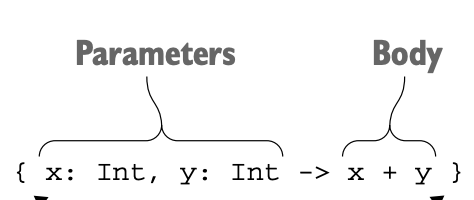 Parameters Body
{ x: Int, y: Int -> x + y }